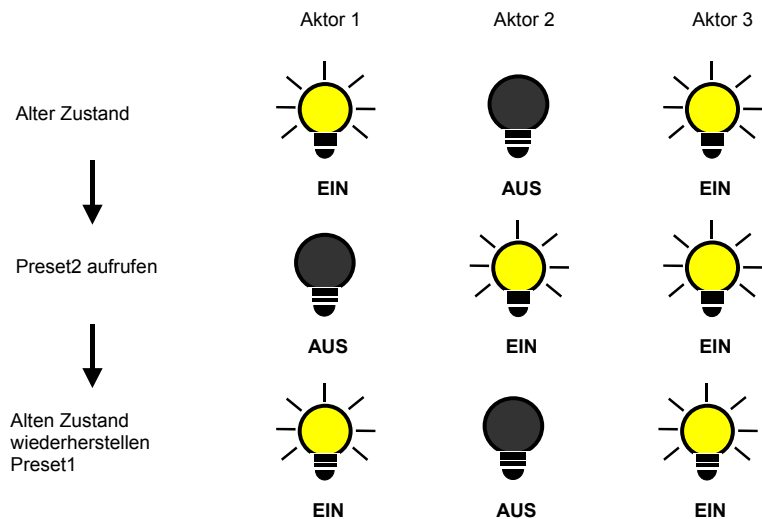 Aktor 1 Aktor 2 Aktor 3
Alter Zustand
EIN AUS EIN
Preset2 aufrufen
AUS EIN EIN
Alten Zustand
wiederherstellen
Preset1
EIN AUS EIN